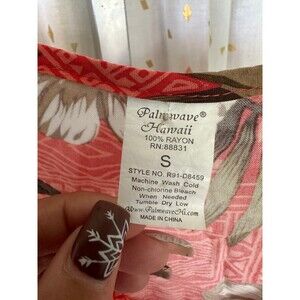 Palmwave®
Hawaii
100% RAYON
RN:88831
S
STYLE NO. R91-D8459
Machine Wash Cold
Non-chlorine Bleach
When Needed
Tumble Dry Low
www.PalmwaveHi.com
MADE IN CHINA